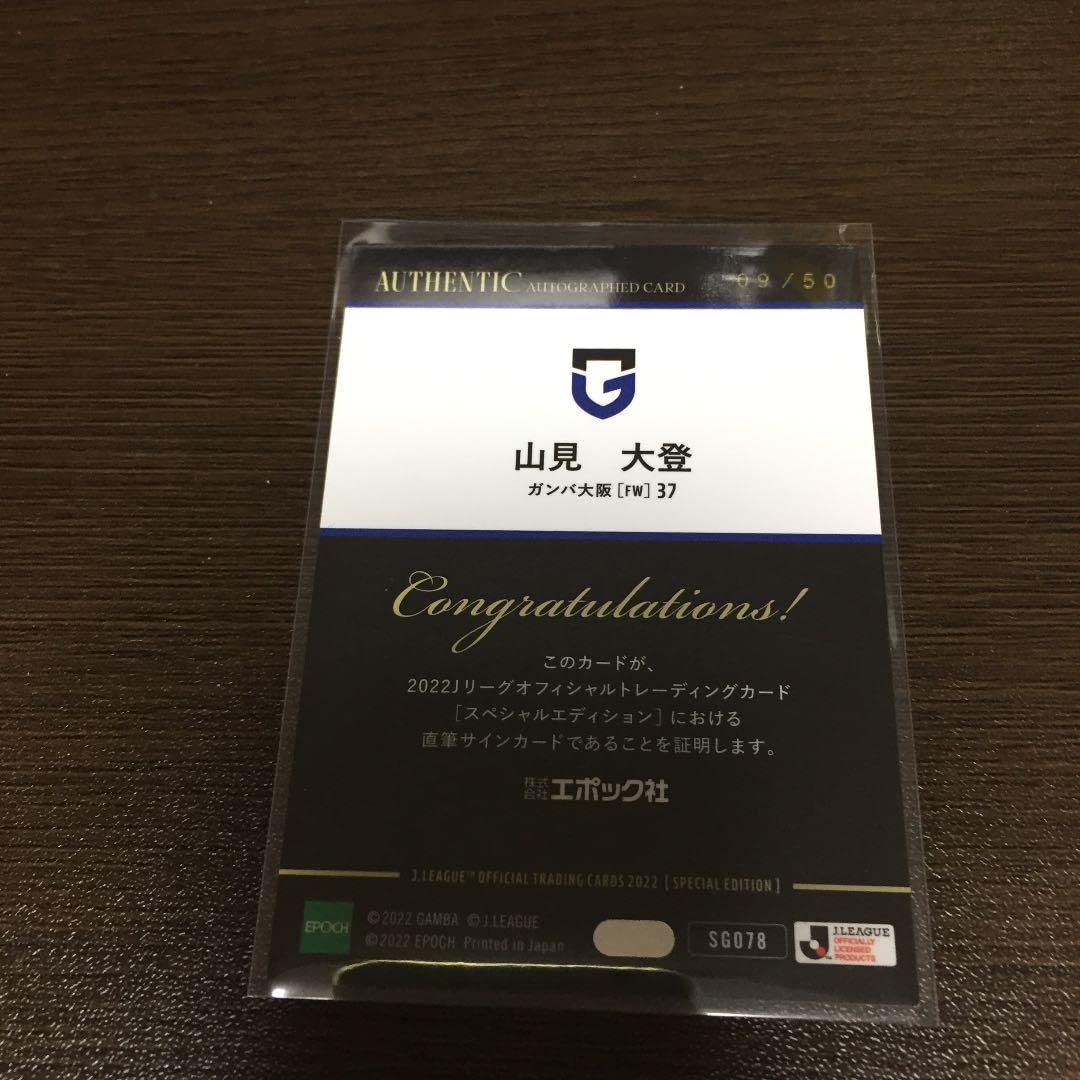 AUTHENTIC AUTOGRAPHED CARD 09/50
山見 大登
ガンバ大阪 [FW] 37
Congratulations!
このカードが、
2022Jリーグオフィシャルトレーディングカード
[スペシャルエディション]における
直筆サインカードであることを証明します。
株式会社エポック社
J.LEAGUE™ OFFICIAL TRADING CARDS 2022 [SPECIAL EDITION]
EPOCH
©2022 GAMBA ©J.LEAGUE
©2022 EPOCH Printed in Japan
SG078
J.LEAGUE
OFFICIALLY
LICENSED
PRODUCTS